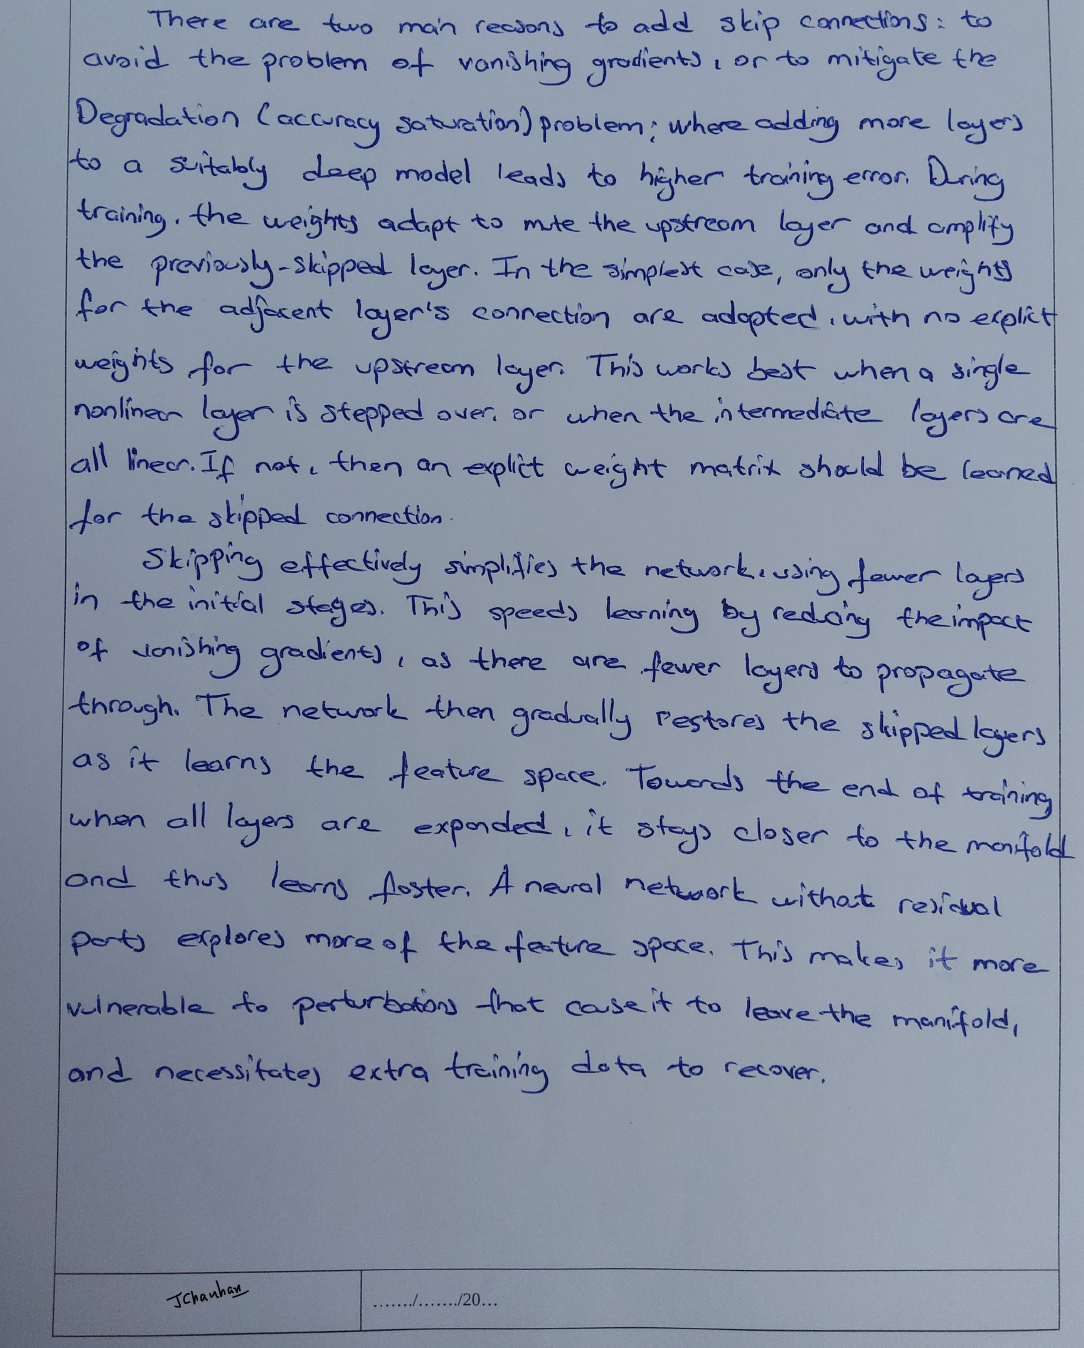 There are two main reasons to add skip connections: to
avoid the problem of vanishing gradients, or to mitigate the
Degradation (accuracy saturation) problem; where adding more layers
to a suitably deep model leads to higher training error. During
training, the weights adapt to mute the upstream layer and amplify
the previously-skipped layer. In the simplest case, only the weights
for the adjacent layer's connection are adapted, with no explict
weights for the upstream layer. This works best when a single
nonlinear layer is stepped over, or when the intermediate layers are
all linear. If not, then an explict weight matrix should be learned
for the skipped connection.
Skipping effectively simplifies the network, using fewer layers
in the initial stages. This speeds learning by reducing the impact
of vanishing gradients, as there are fewer layers to propagate
through. The network then gradually restores the skipped layers
as it learns the feature space. Towards the end of training
when all layers are expanded, it stays closer to the manifold
and thus learns faster. A neural network without residual
parts explores more of the feature space. This makes it more
vulnerable to perturbations that cause it to leave the manifold,
and necessitates extra training data to recover.
JChauhan
......./......./20...